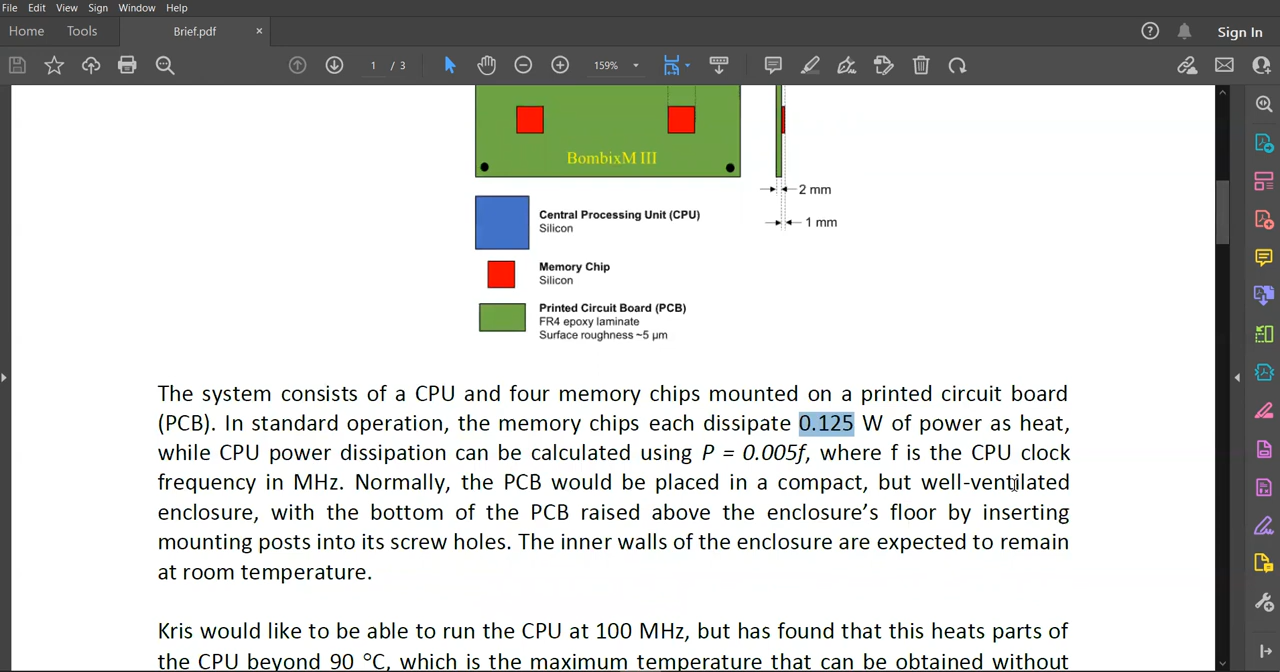 File Edit View Sign Window Help
Home Tools Brief.pdf × Sign In
1 / 3 159%
BombixM III
2 mm
1 mm
Central Processing Unit (CPU)
Silicon
Memory Chip
Silicon
Printed Circuit Board (PCB)
FR4 epoxy laminate
Surface roughness ~5 μm
The system consists of a CPU and four memory chips mounted on a printed circuit board
(PCB). In standard operation, the memory chips each dissipate 0.125 W of power as heat,
while CPU power dissipation can be calculated using P = 0.005f, where f is the CPU clock
frequency in MHz. Normally, the PCB would be placed in a compact, but well-ventilated
enclosure, with the bottom of the PCB raised above the enclosure’s floor by inserting
mounting posts into its screw holes. The inner walls of the enclosure are expected to remain
at room temperature.
Kris would like to be able to run the CPU at 100 MHz, but has found that this heats parts of
the CPU beyond 90 °C, which is the maximum temperature that can be obtained without